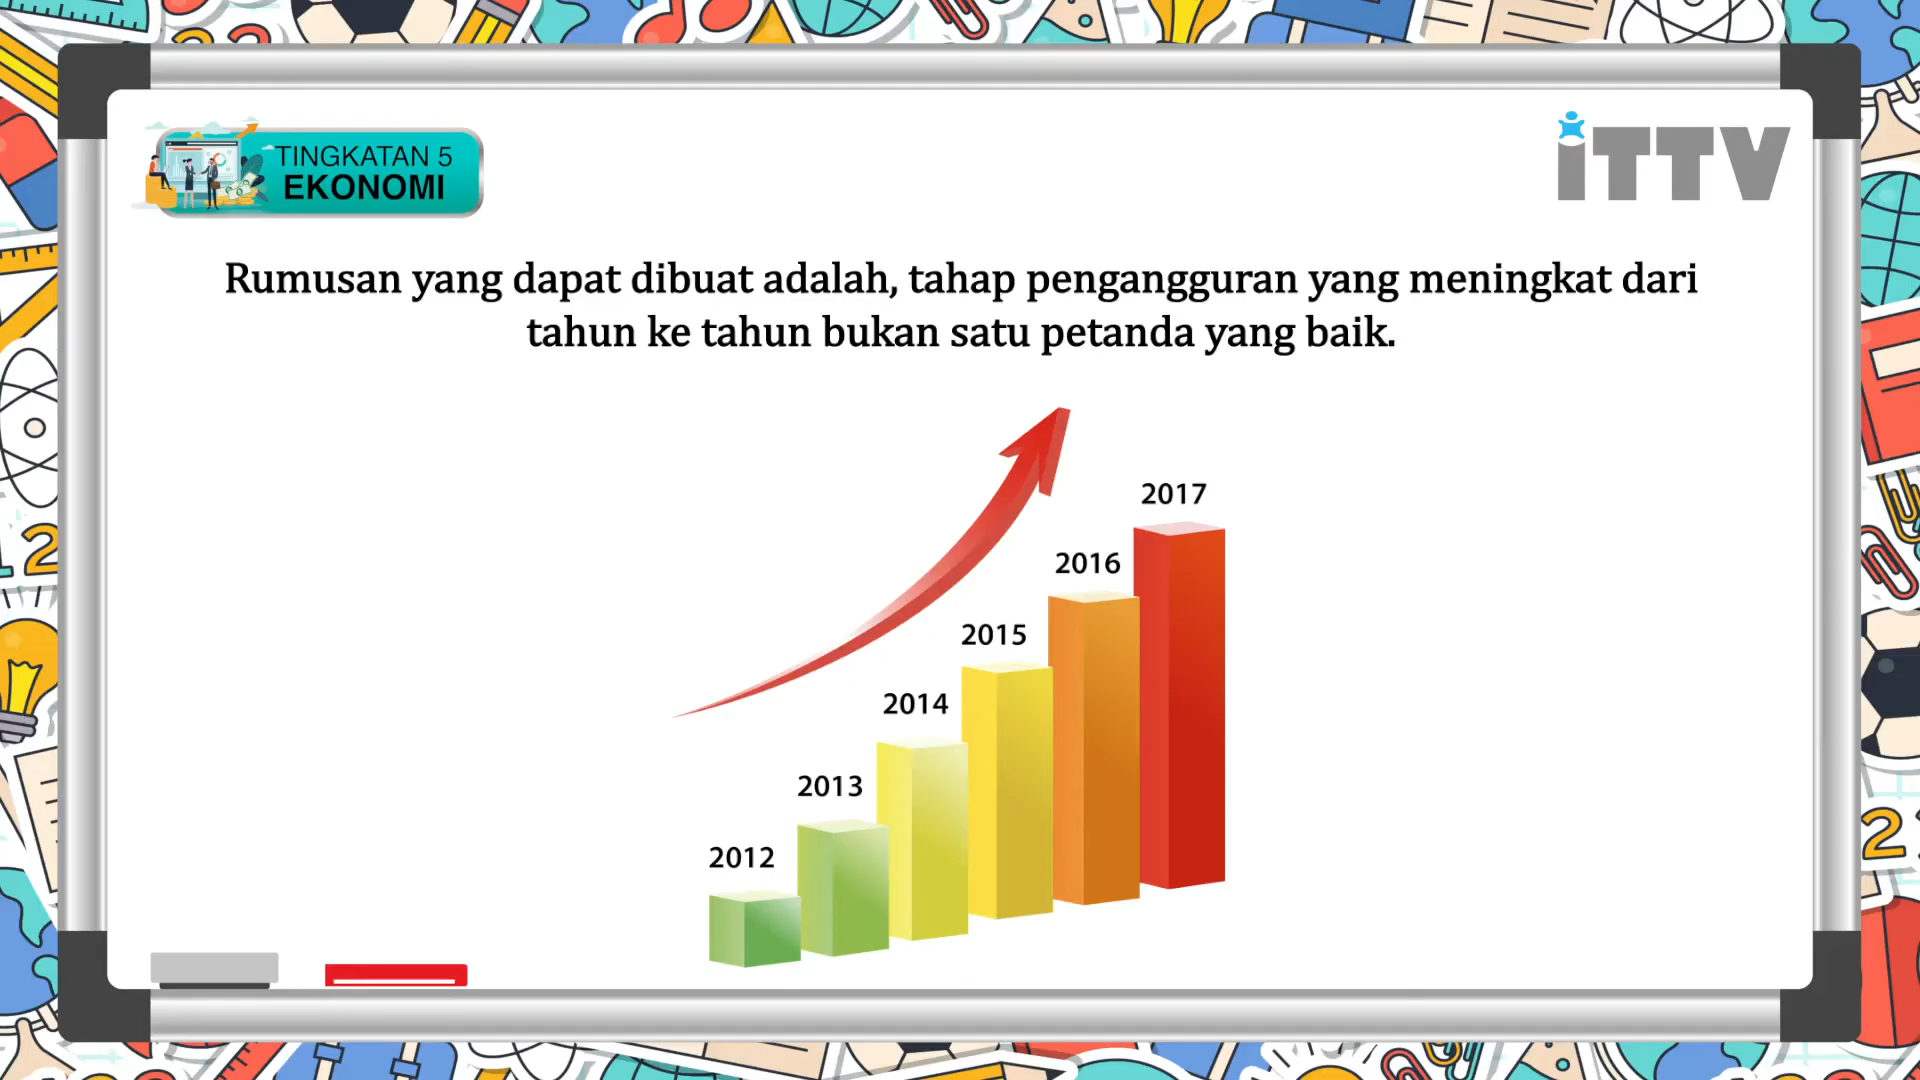 TINGKATAN 5
EKONOMI
iTTV
Rumusan yang dapat dibuat adalah, tahap pengangguran yang meningkat dari
tahun ke tahun bukan satu petanda yang baik.
2017
2016
2015
2014
2013
2012